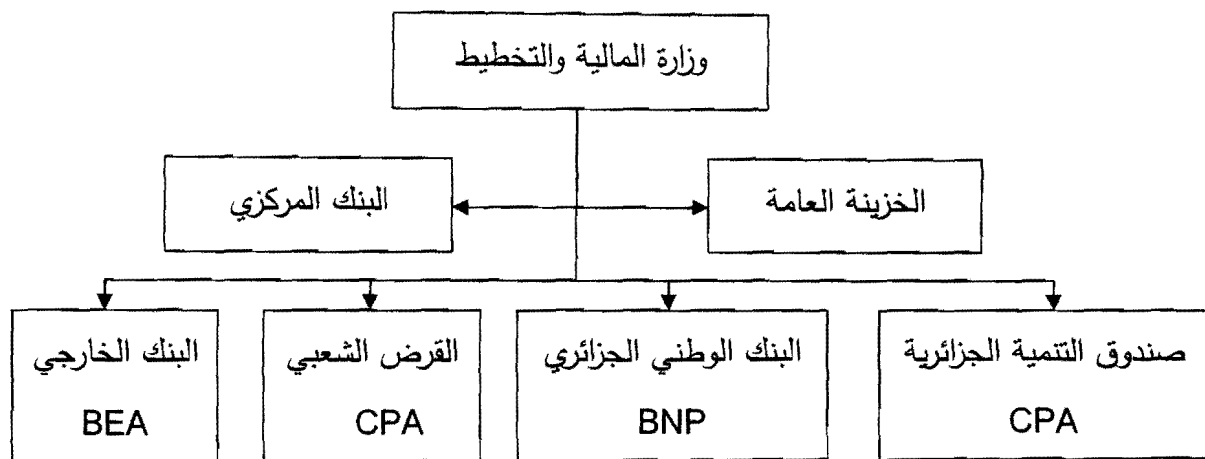 وزارة المالية والتخطيط
الخزينة العامة
البنك المركزي
صندوق التنمية الجزائرية
CPA
البنك الوطني الجزائري
BNP
القرض الشعبي
CPA
البنك الخارجي
BEA